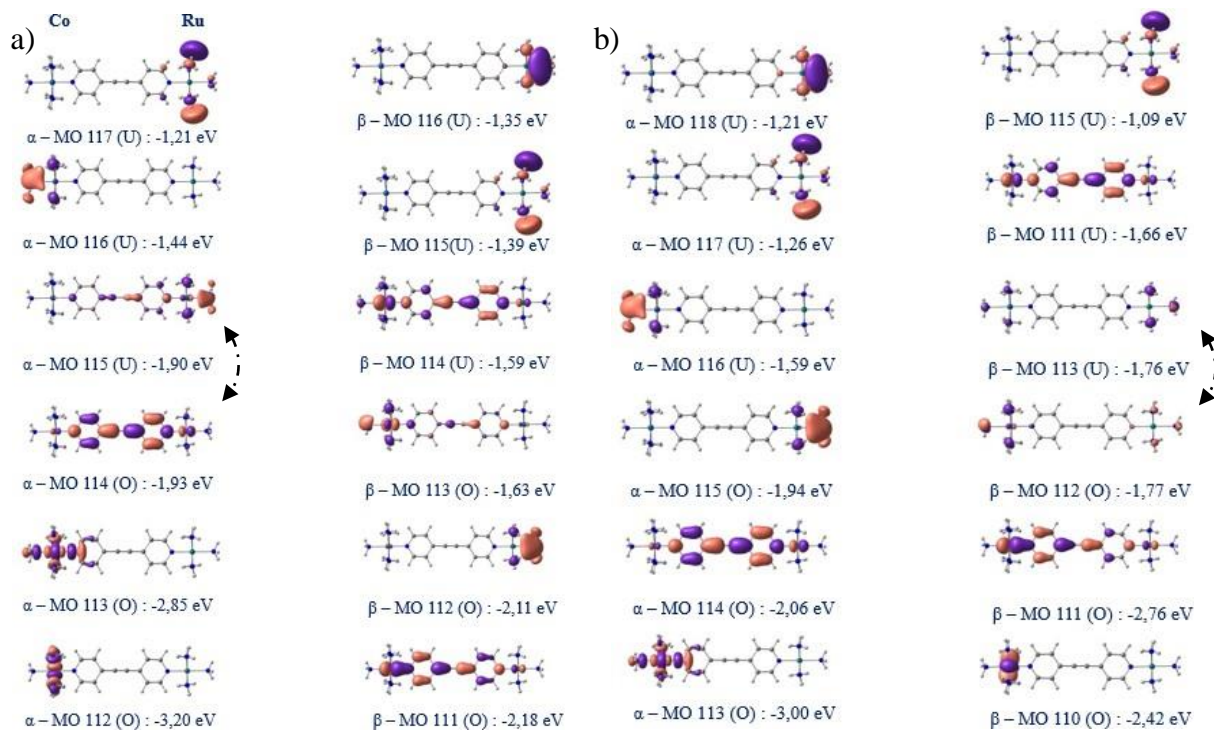 a)
Co Ru
α – MO 117 (U) : -1,21 eV
α – MO 116 (U) : -1,44 eV
α – MO 115 (U) : -1,90 eV
α – MO 114 (O) : -1,93 eV
α – MO 113 (O) : -2,85 eV
α – MO 112 (O) : -3,20 eV
β – MO 116 (U) : -1,35 eV
β – MO 115(U) : -1,39 eV
β – MO 114 (U) : -1,59 eV
β – MO 113 (O) : -1,63 eV
β – MO 112 (O) : -2,11 eV
β – MO 111 (O) : -2,18 eV
b)
α – MO 118 (U) : -1,21 eV
α – MO 117 (U) : -1,26 eV
α – MO 116 (U) : -1,59 eV
α – MO 115 (O) : -1,94 eV
α – MO 114 (O) : -2,06 eV
α – MO 113 (O) : -3,00 eV
β – MO 115 (U) : -1,09 eV
β – MO 111 (U) : -1,66 eV
β – MO 113 (U) : -1,76 eV
β – MO 112 (O) : -1,77 eV
β – MO 111 (O) : -2,76 eV
β – MO 110 (O) : -2,42 eV